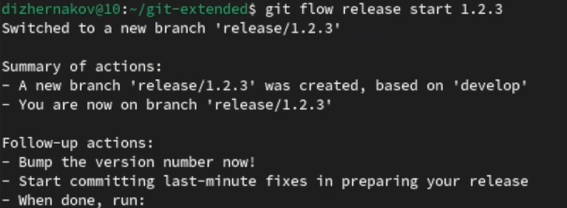 dizhernakov@10:~/git-extended$ git flow release start 1.2.3
Switched to a new branch 'release/1.2.3'
Summary of actions:
- A new branch 'release/1.2.3' was created, based on 'develop'
- You are now on branch 'release/1.2.3'
Follow-up actions:
- Bump the version number now!
- Start committing last-minute fixes in preparing your release
- When done, run: